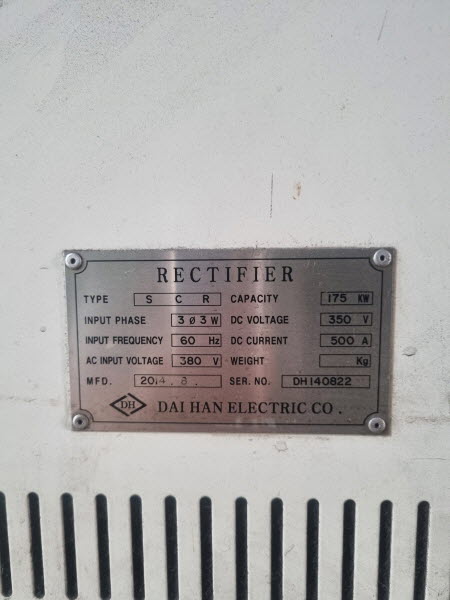 RECTIFIER
TYPE S C R CAPACITY 175 KW
INPUT PHASE 3 ø 3 W DC VOLTAGE 350 V
INPUT FREQUENCY 60 Hz DC CURRENT 500 A
AC INPUT VOLTAGE 380 V WEIGHT Kg
MFD. 2014 . 8 . SER. NO. DH140822
DH DAI HAN ELECTRIC CO .